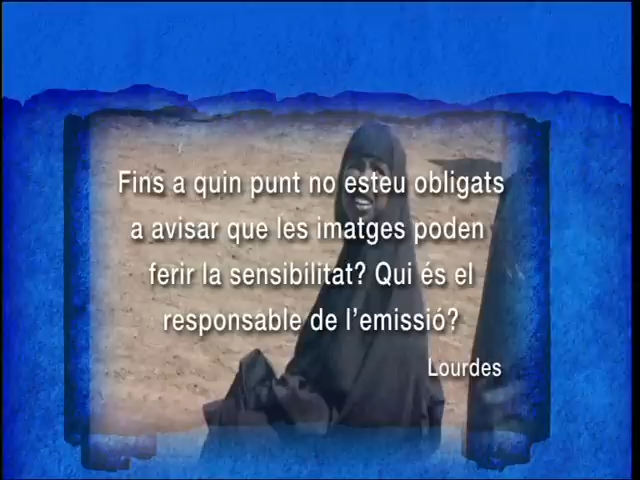 Fins a quin punt no esteu obligats
a avisar que les imatges poden
ferir la sensibilitat? Qui és el
responsable de l'emissió?
Lourdes